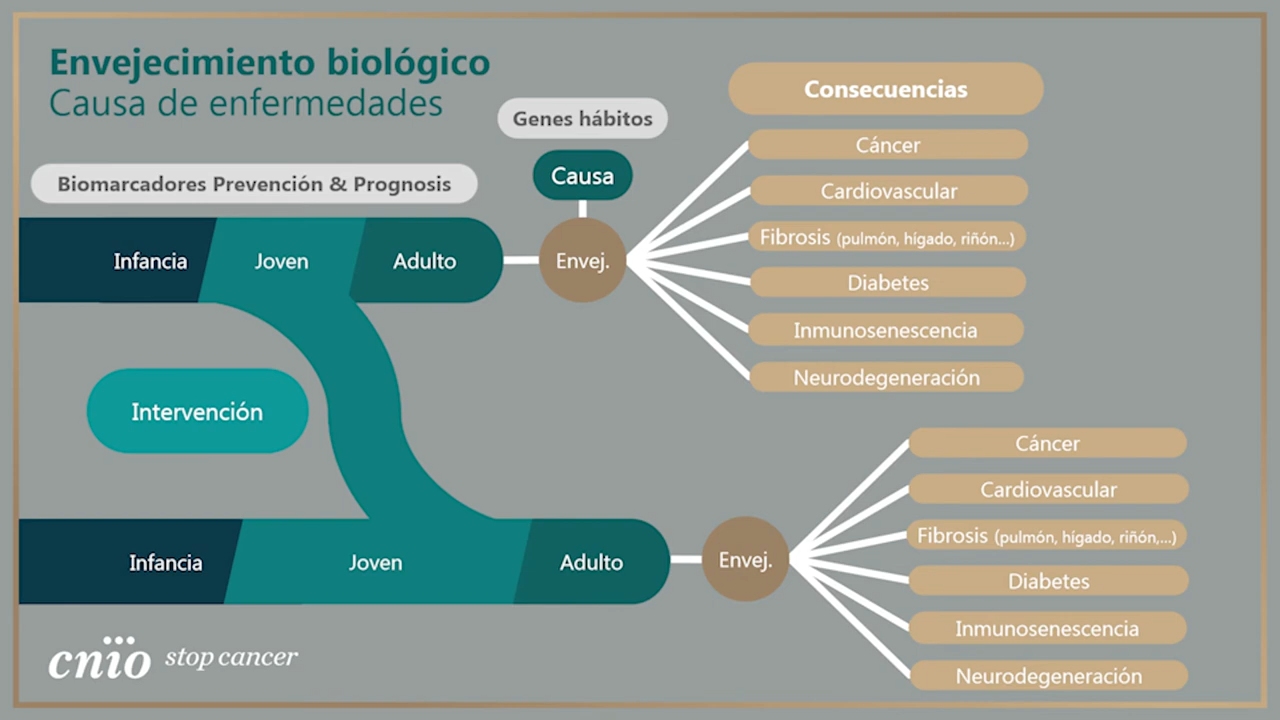 Envejecimiento biológico
Causa de enfermedades
Genes hábitos
Consecuencias
Biomarcadores Prevención & Prognosis
Causa
Infancia
Joven
Adulto
Envej.
Cáncer
Cardiovascular
Fibrosis (pulmón, hígado, riñón...)
Diabetes
Inmunosenescencia
Neurodegeneración
Intervención
Infancia
Joven
Adulto
Envej.
Cáncer
Cardiovascular
Fibrosis (pulmón, hígado, riñón,...)
Diabetes
Inmunosenescencia
Neurodegeneración
cnio stop cancer